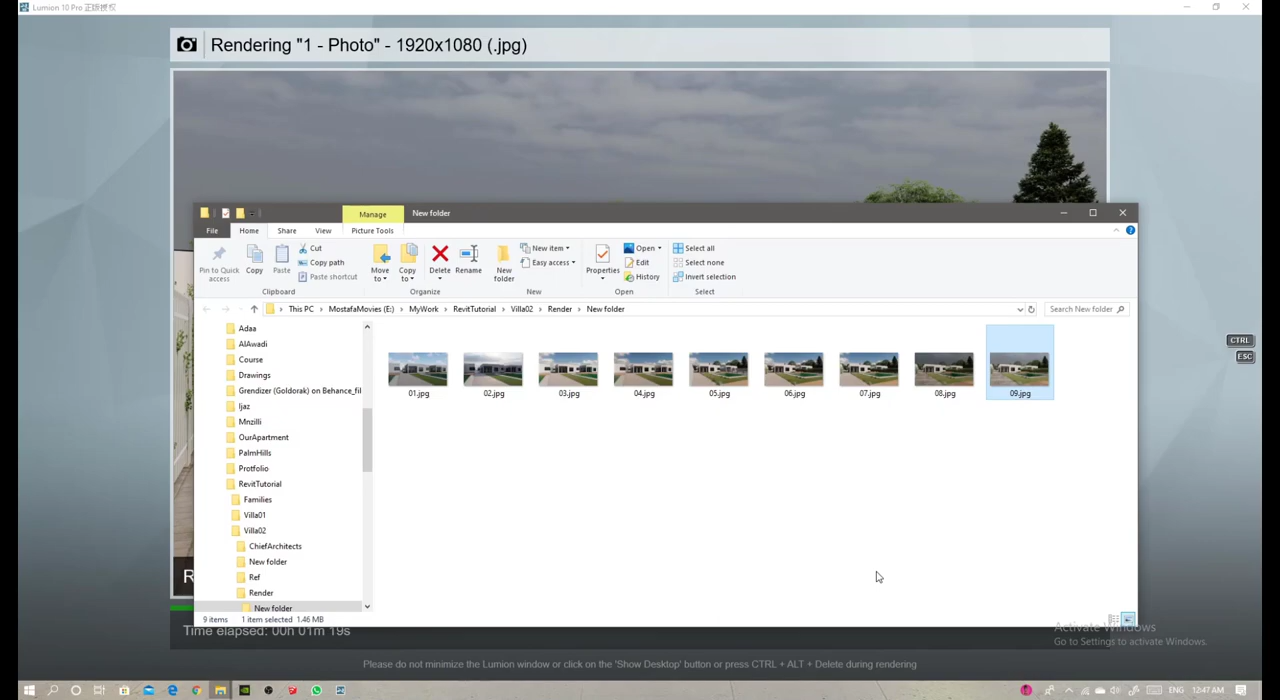 Lumion 10 Pro 正版授权
Rendering "1 - Photo" - 1920x1080 (.jpg)
Manage
New folder
File
Home
Share
View
Picture Tools
Pin to Quick access
Copy
Paste
Cut
Copy path
Paste shortcut
Move to
Copy to
Delete
Rename
New folder
New item
Easy access
Properties
Open
Edit
History
Select all
Select none
Invert selection
Clipboard
Organize
New
Open
Select
This PC
MostafaMovies (E:)
MyWork
RevitTutorial
Villa02
Render
New folder
Search New folder
Adaa
AlAwadi
Course
Drawings
Grendizer (Goldorak) on Behance_fil
Ijaz
Mnzilli
OurApartment
PalmHills
Protfolio
RevitTutorial
Families
Villa01
Villa02
ChiefArchitects
New folder
Ref
Render
New folder
01.jpg
02.jpg
03.jpg
04.jpg
05.jpg
06.jpg
07.jpg
08.jpg
09.jpg
CTRL
ESC
9 items
1 item selected 1.46 MB
R
Time elapsed: 00h 01m 19s
Activate Windows
Go to Settings to activate Windows.
Please do not minimize the Lumion window or click on the 'Show Desktop' button or press CTRL + ALT + Delete during rendering
ENG
12:47 AM